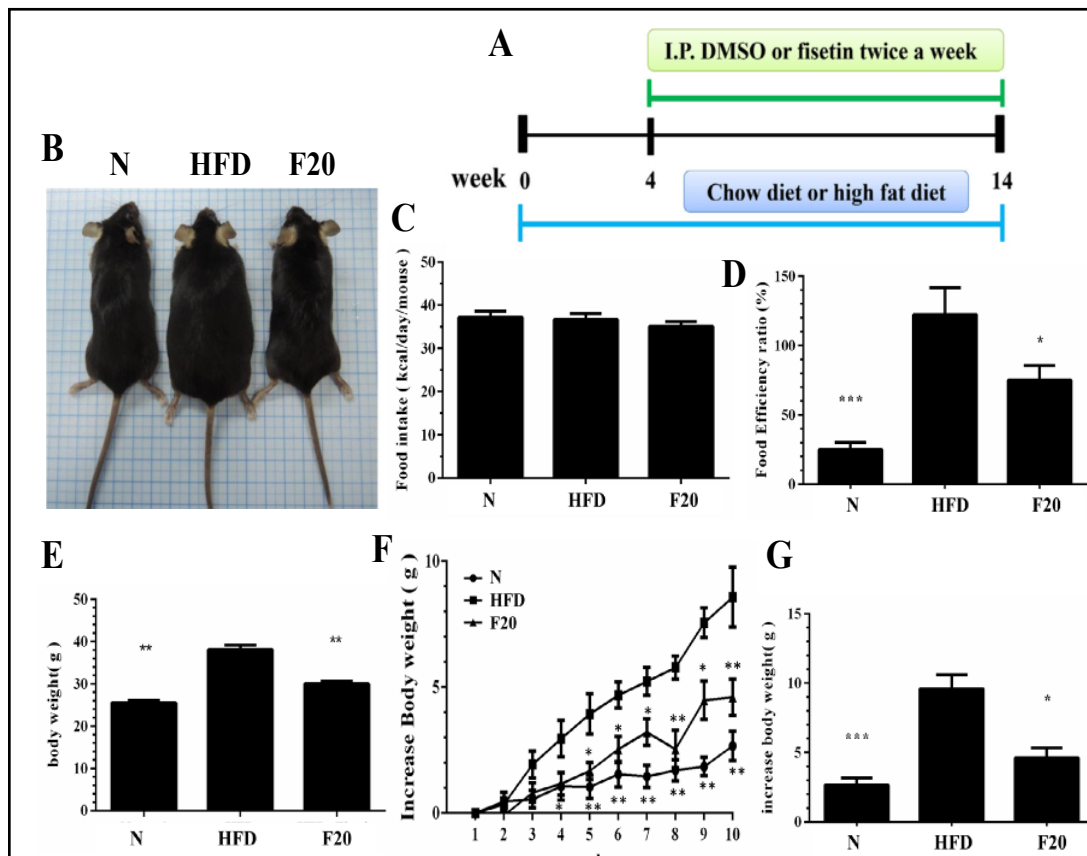 A
I.P. DMSO or fisetin twice a week
week 0 4 14
Chow diet or high fat diet
B
N HFD F20
C
Food intake ( kcal/day/mouse )
50
40
30
20
10
0
N HFD F20
D
Food Efficiency ratio (%)
150
100
50
0
***
*
N HFD F20
E
body weight( g )
50
40
30
20
10
0
**
**
N HFD F20
F
Increase Body weight ( g )
10
5
0
N
HFD
F20
* * * ** * **
* ** ** ** ** ** **
1 2 3 4 5 6 7 8 9 10
G
increase body weight( g )
15
10
5
0
***
*
N HFD F20